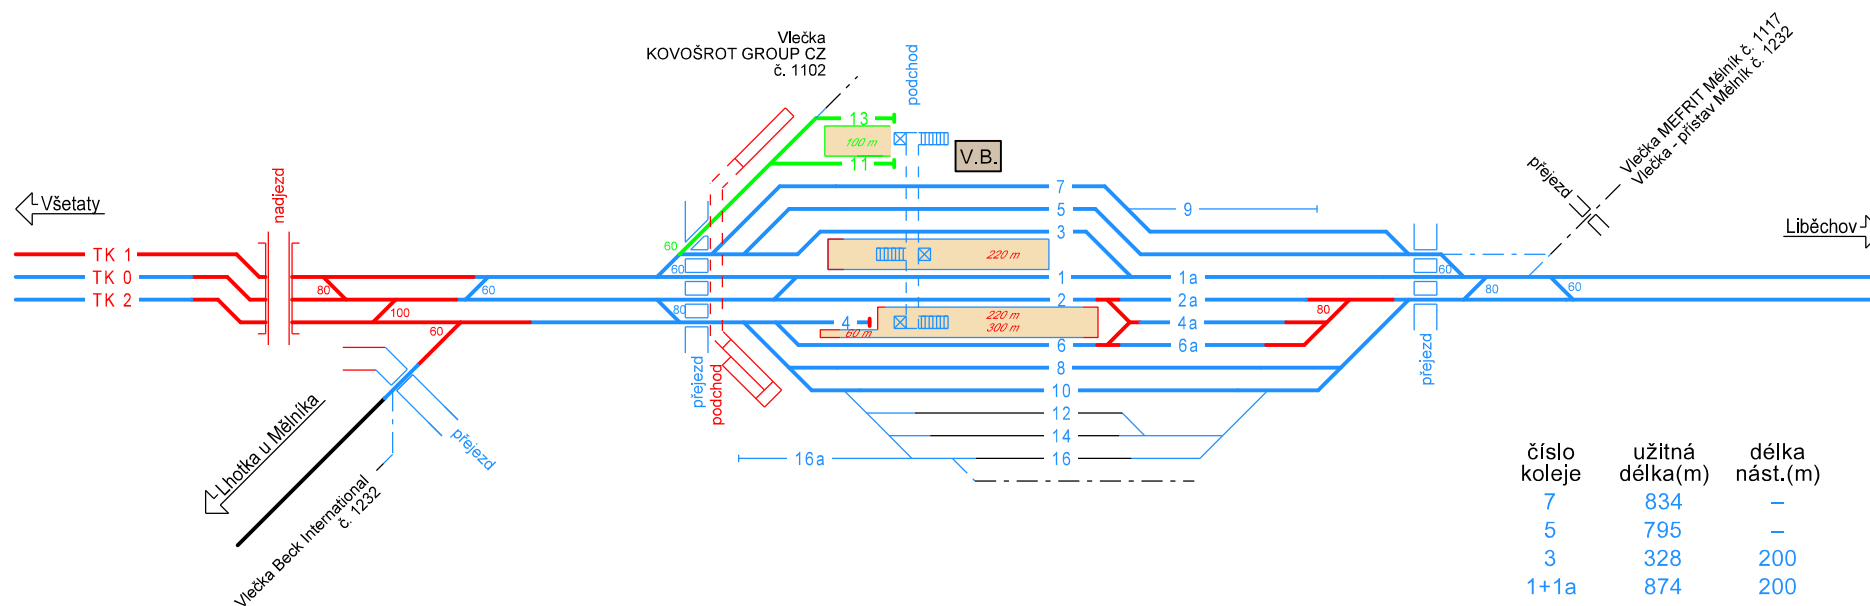 Vlečka
KOVOŠROT GROUP CZ
č. 1102
podchod
Vlečka MEFRIT Mělník č. 1117
Vlečka - přístav Mělník č. 1232
přejezd
Všetaty
nadjezd
Liběchov
13
100 m
11
V.B.
7
5
9
3
60
220 m
60
60
TK 1
TK 0
TK 2
80
60
1
1a
80
60
2
2a
100
80
4
220 m
300 m
80
4a
60
60 m
6
6a
přejezd
podchod
přejezd
8
10
12
14
16a
16
Lhotka u Mělníka
přejezd
Vlečka Beck International
č. 1232
číslo koleje užitná délka(m) délka nást.(m)
7 834 –
5 795 –
3 328 200
1+1a 874 200